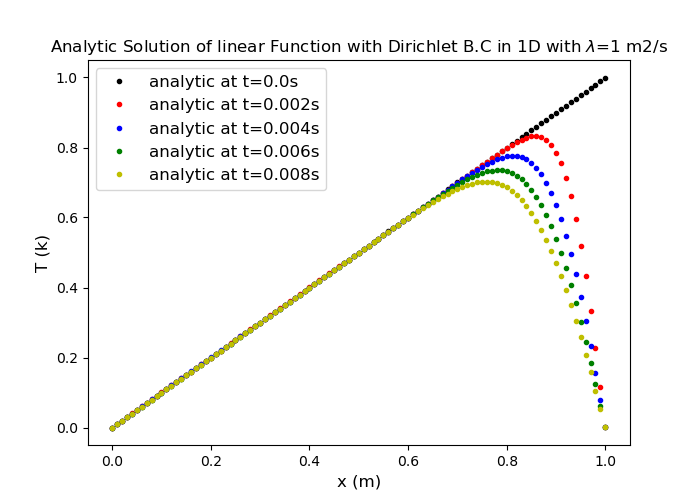 Analytic Solution of linear Function with Dirichlet B.C in 1D with λ=1 m2/s
1.0
0.8
0.6
0.4
0.2
0.0
T (k)
analytic at t=0.0s
analytic at t=0.002s
analytic at t=0.004s
analytic at t=0.006s
analytic at t=0.008s
0.0 0.2 0.4 0.6 0.8 1.0
x (m)